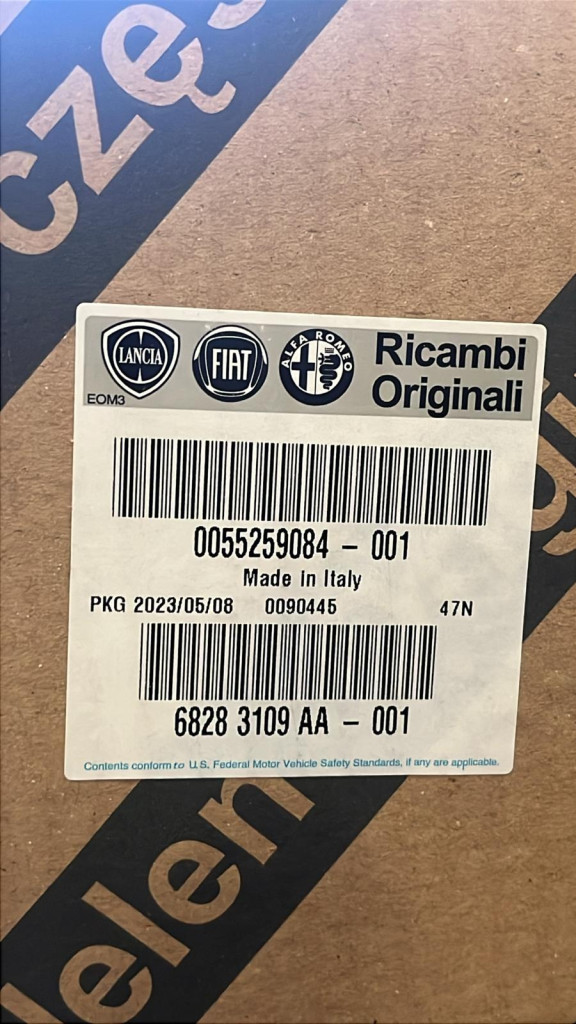 częś
LANCIA
FIAT
ALFA ROMEO
Ricambi
Originali
EOM3
0055259084 - 001
Made in Italy
PKG 2023/05/08 0090445 47N
6828 3109 AA - 001
Contents conform to U.S. Federal Motor Vehicle Safety Standards, if any are applicable.